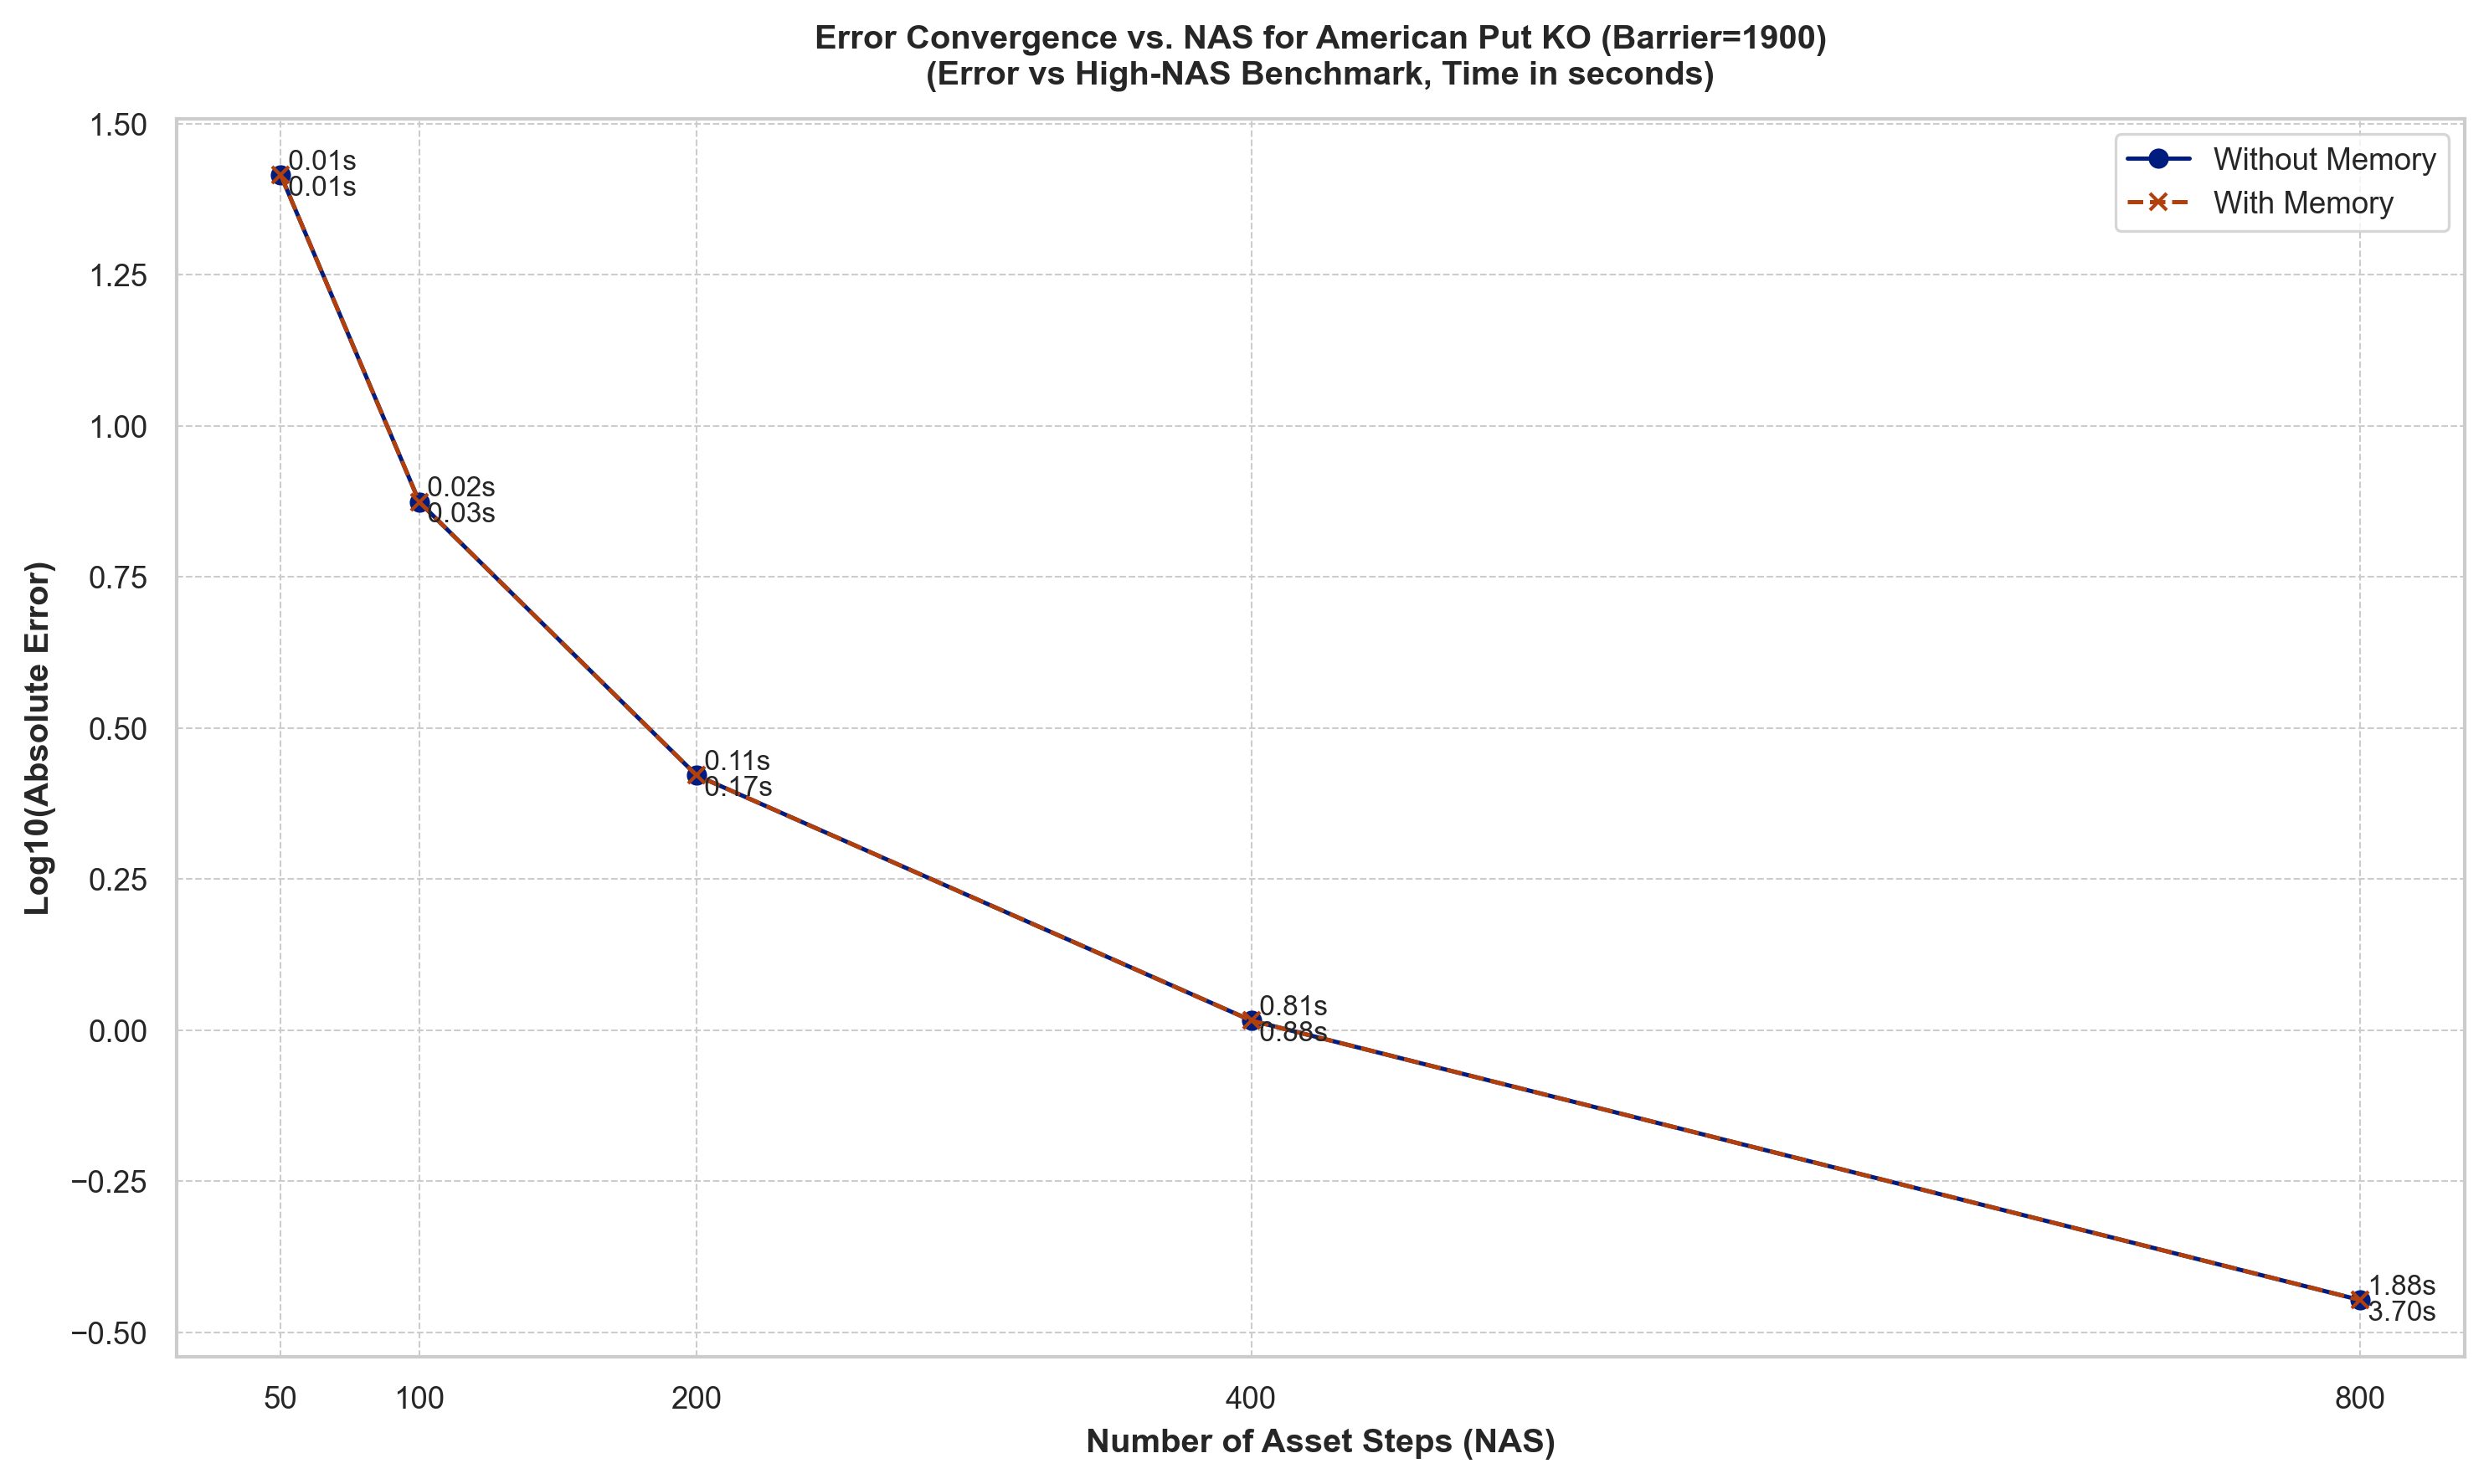 Error Convergence vs. NAS for American Put KO (Barrier=1900)
(Error vs High-NAS Benchmark, Time in seconds)
Without Memory
With Memory
Log10(Absolute Error)
1.50
1.25
1.00
0.75
0.50
0.25
0.00
−0.25
−0.50
0.01s
0.01s
0.02s
0.03s
0.11s
0.17s
0.81s
0.88s
1.88s
3.70s
50 100 200 400 800
Number of Asset Steps (NAS)